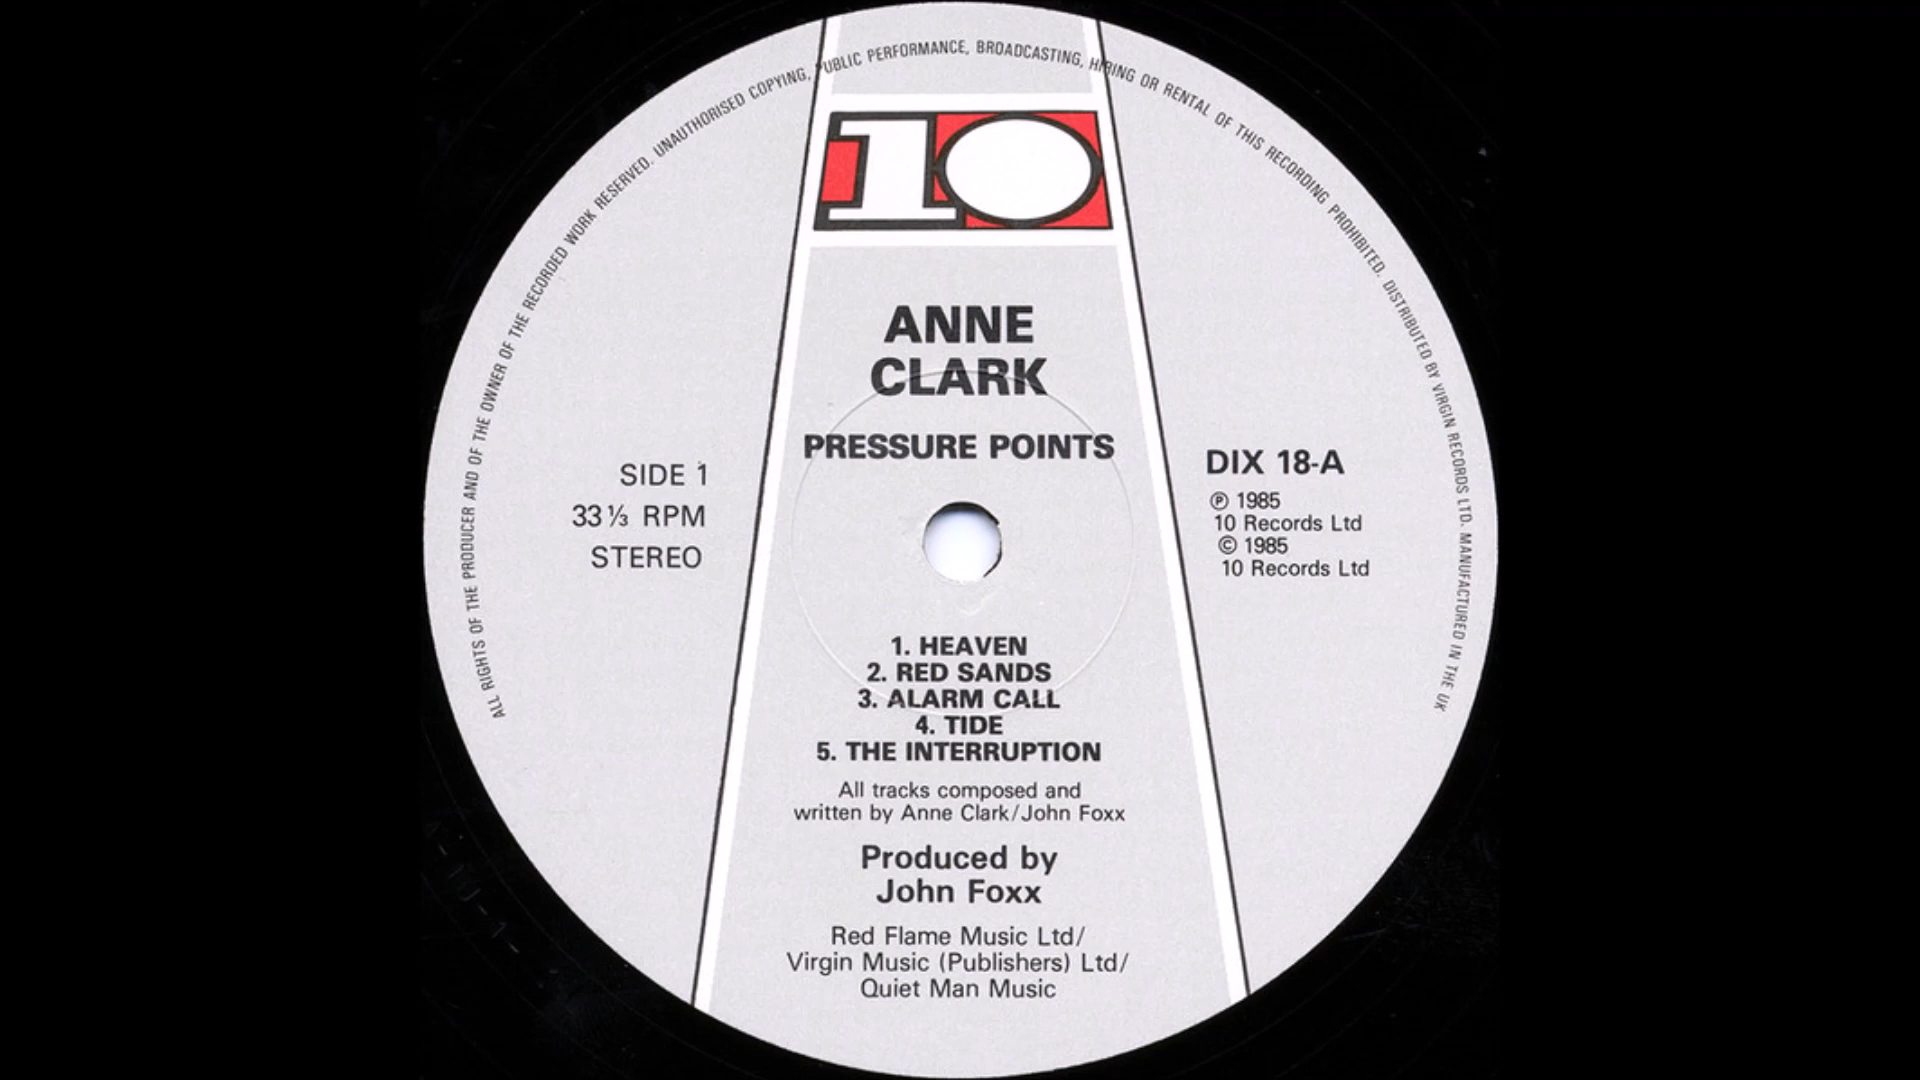 ALL RIGHTS OF THE PRODUCER AND OF THE OWNER OF THE RECORDED WORK RESERVED. UNAUTHORISED COPYING, PUBLIC PERFORMANCE, BROADCASTING, HIRING OR RENTAL OF THIS RECORDING PROHIBITED. DISTRIBUTED BY VIRGIN RECORDS LTD. MANUFACTURED IN THE UK
10
ANNE
CLARK
PRESSURE POINTS
SIDE 1
33⅓ RPM
STEREO
DIX 18-A
℗ 1985
10 Records Ltd
© 1985
10 Records Ltd
1. HEAVEN
2. RED SANDS
3. ALARM CALL
4. TIDE
5. THE INTERRUPTION
All tracks composed and
written by Anne Clark/John Foxx
Produced by
John Foxx
Red Flame Music Ltd/
Virgin Music (Publishers) Ltd/
Quiet Man Music